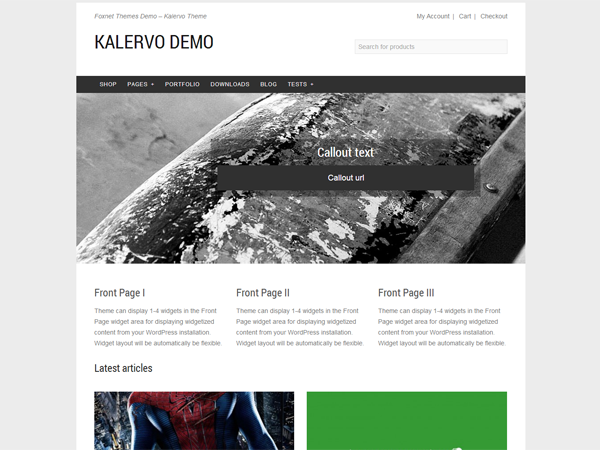 Foxnet Themes Demo – Kalervo Theme
My Account | Cart | Checkout
KALERVO DEMO
Search for products
SHOP PAGES PORTFOLIO DOWNLOADS BLOG TESTS
Callout text
Callout url
Front Page I
Theme can display 1-4 widgets in the Front
Page widget area for displaying widgetized
content from your WordPress installation.
Widget layout will be automatically be flexible.
Front Page II
Theme can display 1-4 widgets in the Front
Page widget area for displaying widgetized
content from your WordPress installation.
Widget layout will be automatically be flexible.
Front Page III
Theme can display 1-4 widgets in the Front
Page widget area for displaying widgetized
content from your WordPress installation.
Widget layout will be automatically be flexible.
Latest articles